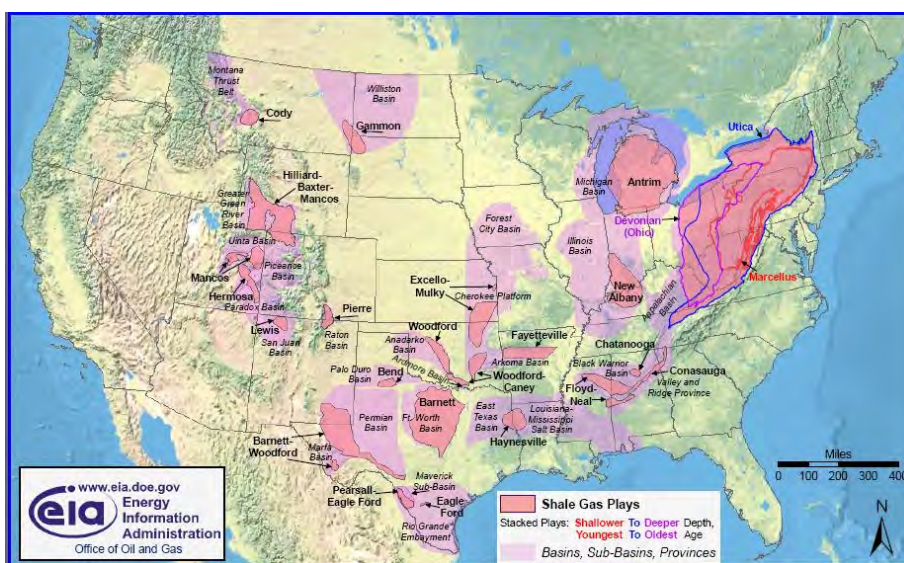 Montana
Thrust
Belt
Cody
Williston
Basin
Gammon
Hilliard-
Baxter-
Mancos
Greater
Green
River
Basin
Uinta Basin
Piceance
Basin
Mancos
Hermosa
Paradox Basin
Lewis
San Juan
Basin
Pierre
Raton
Basin
Forest
City Basin
Excello-
Mulky
Cherokee Platform
Woodford
Anadarko
Basin
Ardmore Basin
Palo Duro
Basin
Bend
Fayetteville
Arkoma Basin
Woodford-
Caney
Michigan
Basin
Antrim
Illinois
Basin
New
Albany
Utica
Devonian
(Ohio)
Marcellus
Appalachian
Basin
Chatanooga
Black Warrior
Basin
Conasauga
Valley and
Ridge Province
Floyd-
Neal
Barnett
Permian
Basin
Ft. Worth
Basin
East
Texas
Basin
Haynesville
Louisiana-
Mississippi
Salt Basin
Barnett-
Woodford
Marfa
Basin
Pearsall-
Eagle Ford
Maverick
Sub-Basin
Eagle
Ford
Rio Grande
Embayment
Miles
0 100 200 300 400
N
eia
www.eia.doe.gov
Energy
Information
Administration
Office of Oil and Gas
Shale Gas Plays
Stacked Plays: Shallower To Deeper Depth,
Youngest To Oldest Age
Basins, Sub-Basins, Provinces